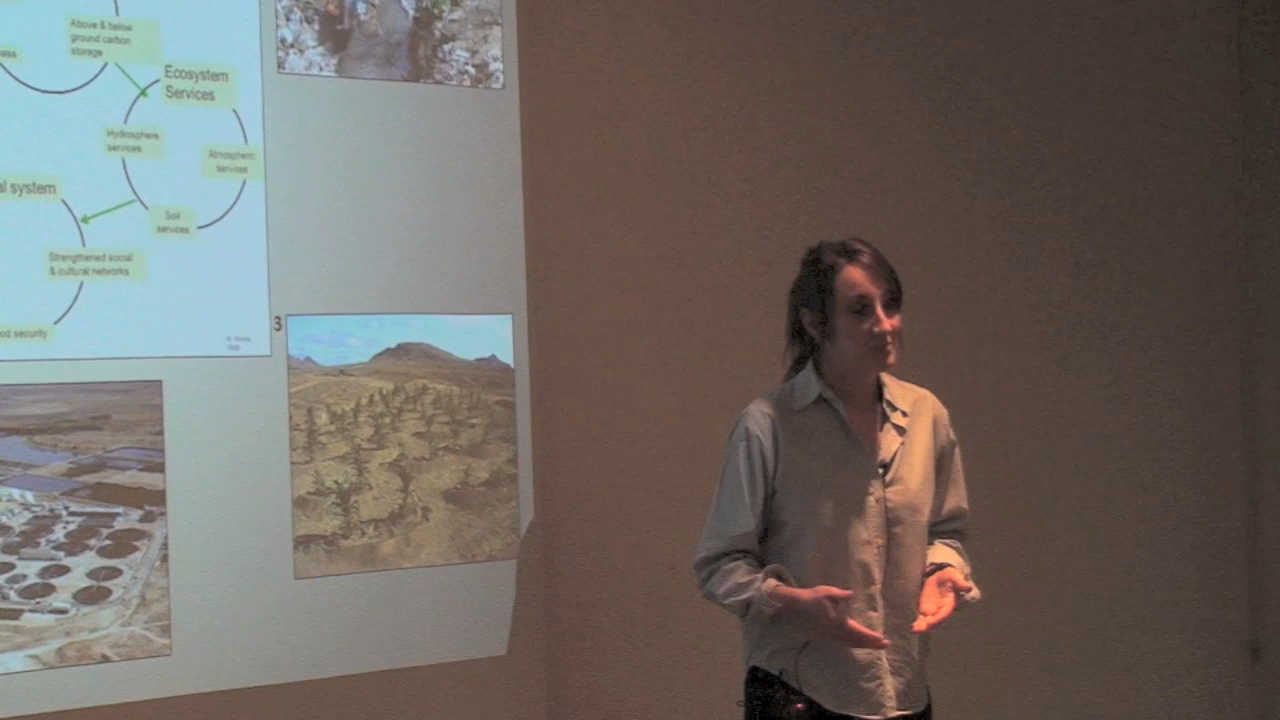 Above & below
ground carbon
storage
ass
Ecosystem
Services
Hydrosphere
services
Atmospheric
services
al system
Soil
services
Strengthened social
& cultural networks
od security
3